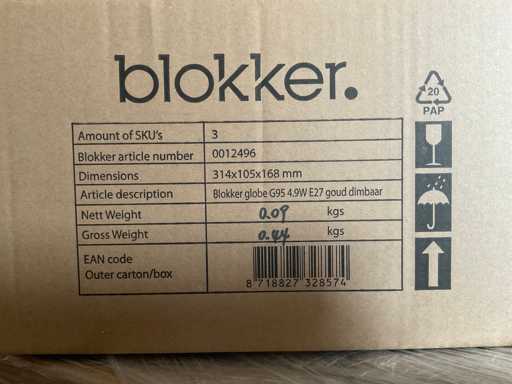 blokker.
20
PAP
Amount of SKU's 3
Blokker article number 0012496
Dimensions 314x105x168 mm
Article description Blokker globe G95 4.9W E27 goud dimbaar
Nett Weight 0.09 kgs
Gross Weight 0.44 kgs
EAN code
Outer carton/box
8 718827 328574